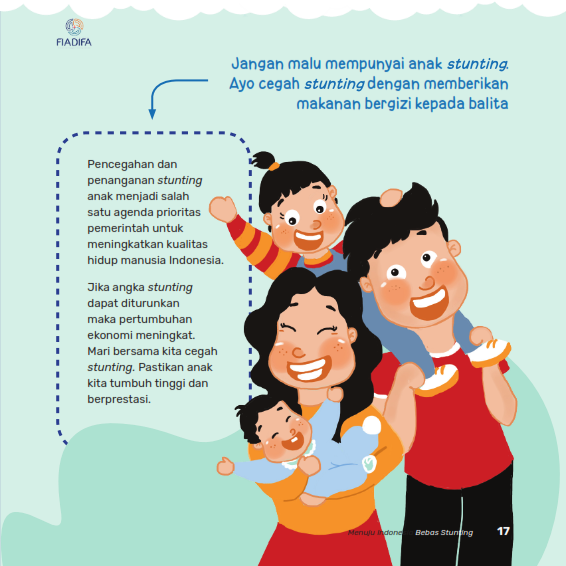 FIADIFA
Jangan malu mempunyai anak stunting.
Ayo cegah stunting dengan memberikan
makanan bergizi kepada balita
Pencegahan dan
penanganan stunting
anak menjadi salah
satu agenda prioritas
pemerintah untuk
meningkatkan kualitas
hidup manusia Indonesia.
Jika angka stunting
dapat diturunkan
maka pertumbuhan
ekonomi meningkat.
Mari bersama kita cegah
stunting. Pastikan anak
kita tumbuh tinggi dan
berprestasi.
Menuju Indone Bebas Stunting 17